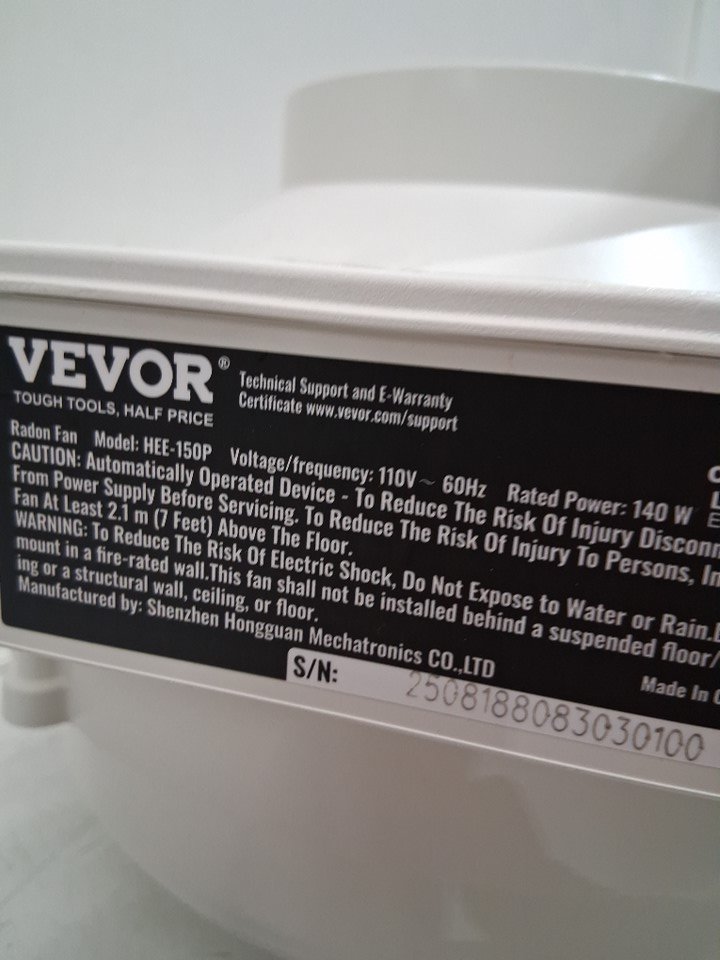 VEVOR®
TOUGH TOOLS, HALF PRICE
Technical Support and E-Warranty
Certificate www.vevor.com/support
Radon Fan Model: HEE-150P Voltage/frequency: 110V ~ 60Hz Rated Power: 140 W
CAUTION: Automatically Operated Device - To Reduce The Risk Of Injury Disconn
From Power Supply Before Servicing. To Reduce The Risk Of Injury To Persons, In
Fan At Least 2.1 m (7 Feet) Above The Floor.
WARNING: To Reduce The Risk Of Electric Shock, Do Not Expose to Water or Rain.
mount in a fire-rated wall.This fan shall not be installed behind a suspended floor/
ing or a structural wall, ceiling, or floor.
Manufactured by: Shenzhen Hongguan Mechatronics CO.,LTD
Made In
S/N: 2508188083030100